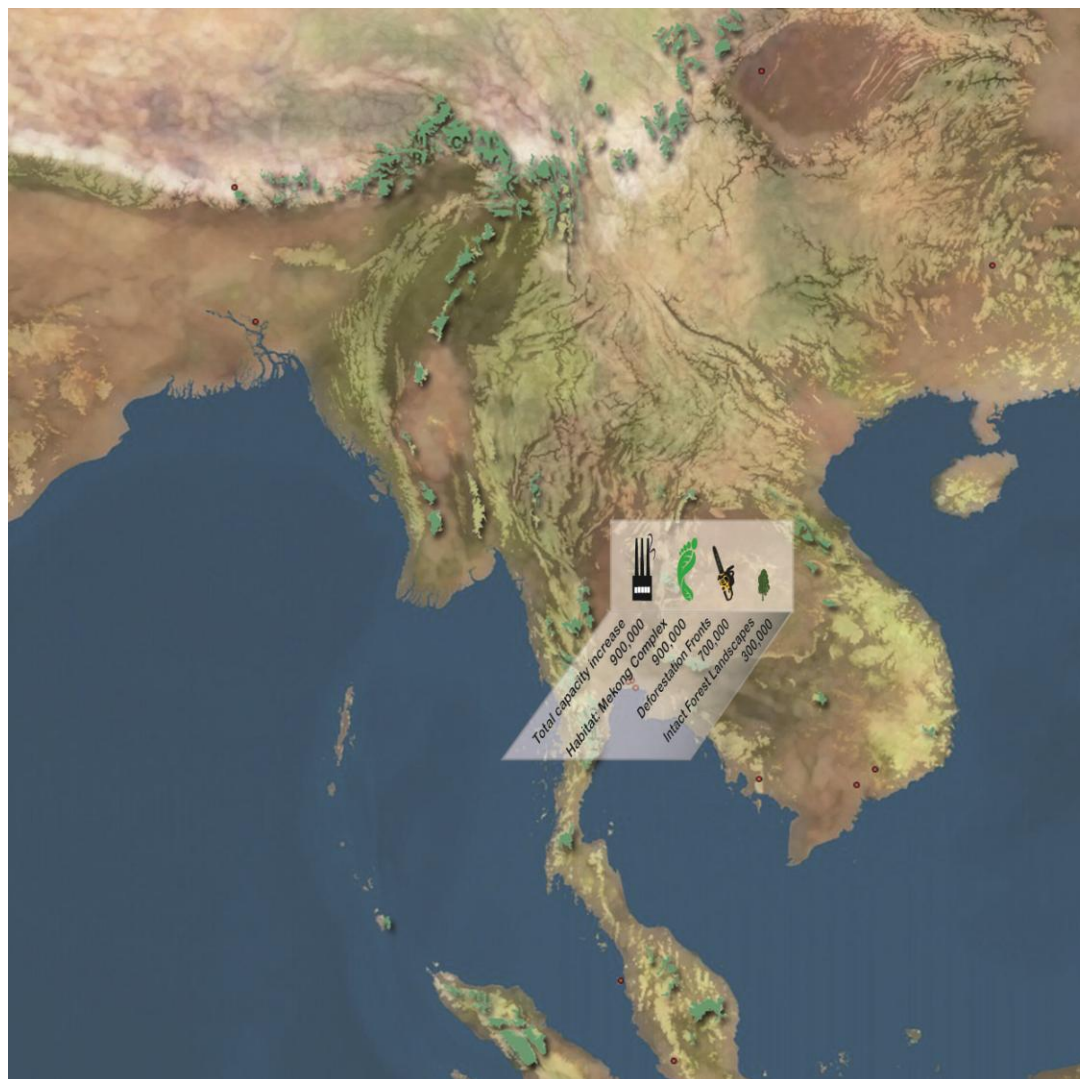 Total capacity increase
900,000
Habitat: Mekong Complex
900,000
Deforestation Fronts
700,000
Intact Forest Landscapes
300,000